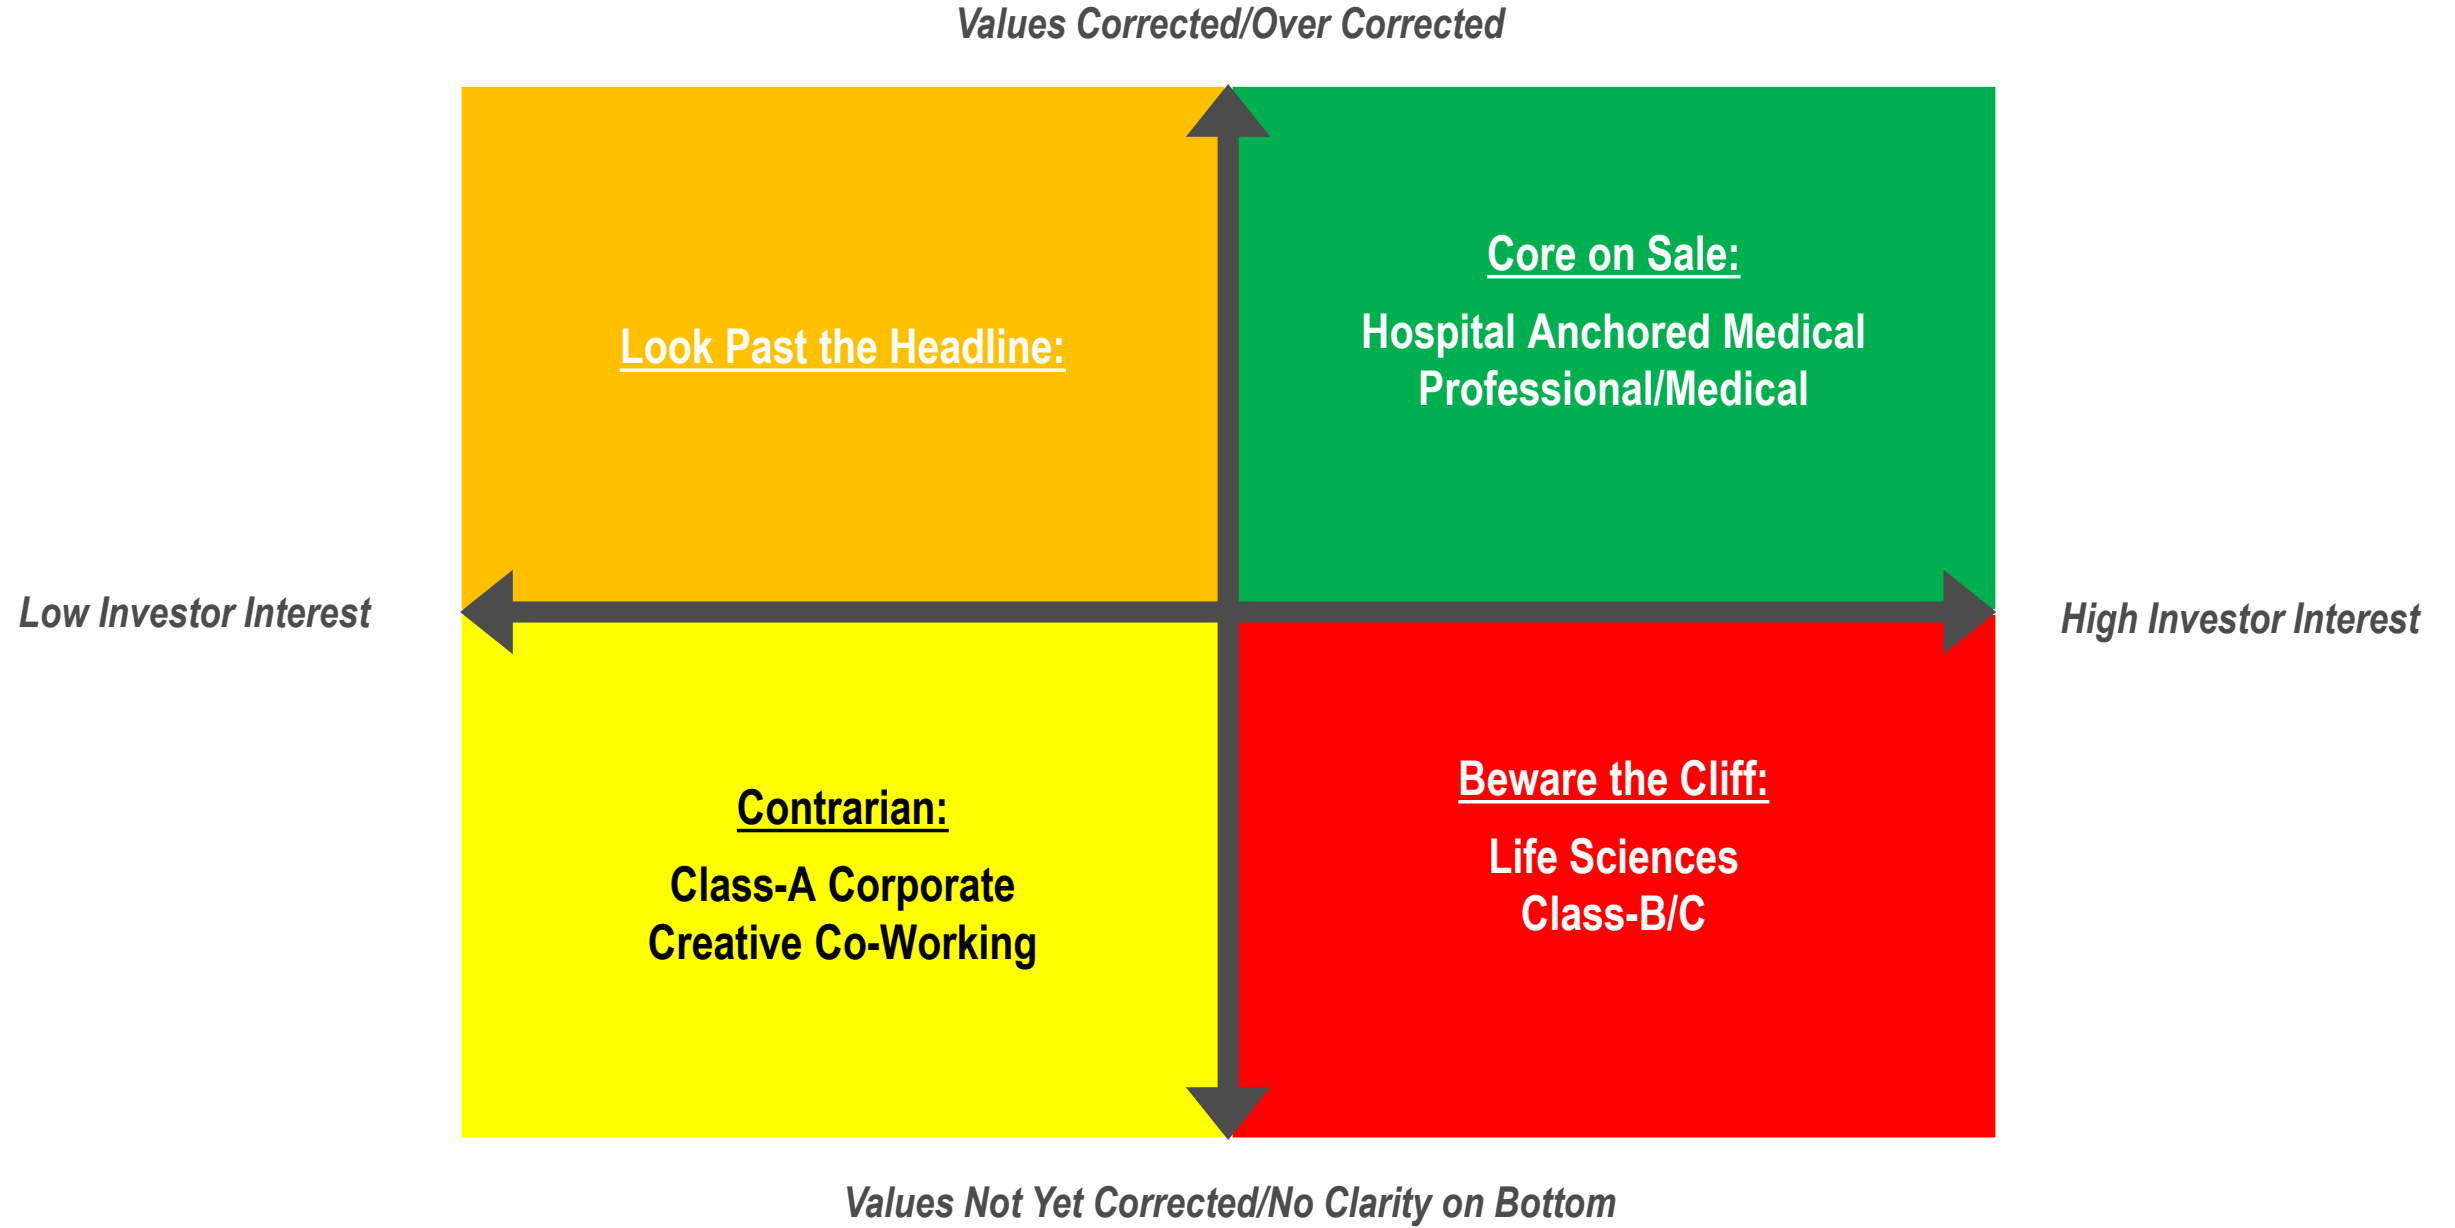 Values Corrected/Over Corrected
Look Past the Headline:
Core on Sale:
Hospital Anchored Medical
Professional/Medical
Low Investor Interest
High Investor Interest
Contrarian:
Class-A Corporate
Creative Co-Working
Beware the Cliff:
Life Sciences
Class-B/C
Values Not Yet Corrected/No Clarity on Bottom